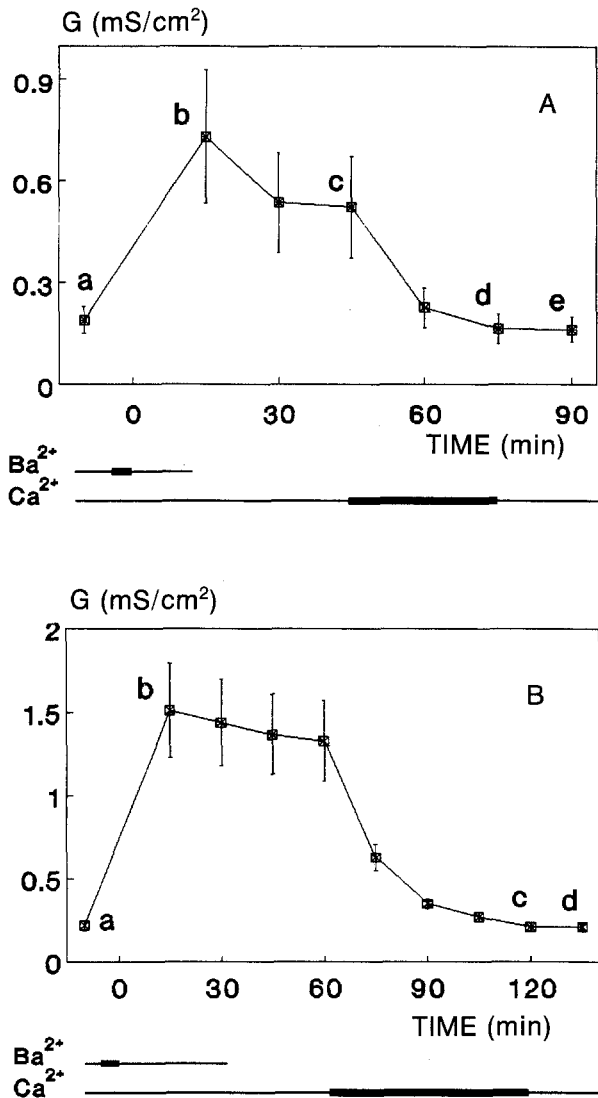 G (mS/cm²)
0.9
0.6
0.3
0
A
a
b
c
d
e
0 30 60 90
TIME (min)
Ba²⁺
Ca²⁺
G (mS/cm²)
2
1.5
1
0.5
0
B
a
b
c
d
0 30 60 90 120
TIME (min)
Ba²⁺
Ca²⁺